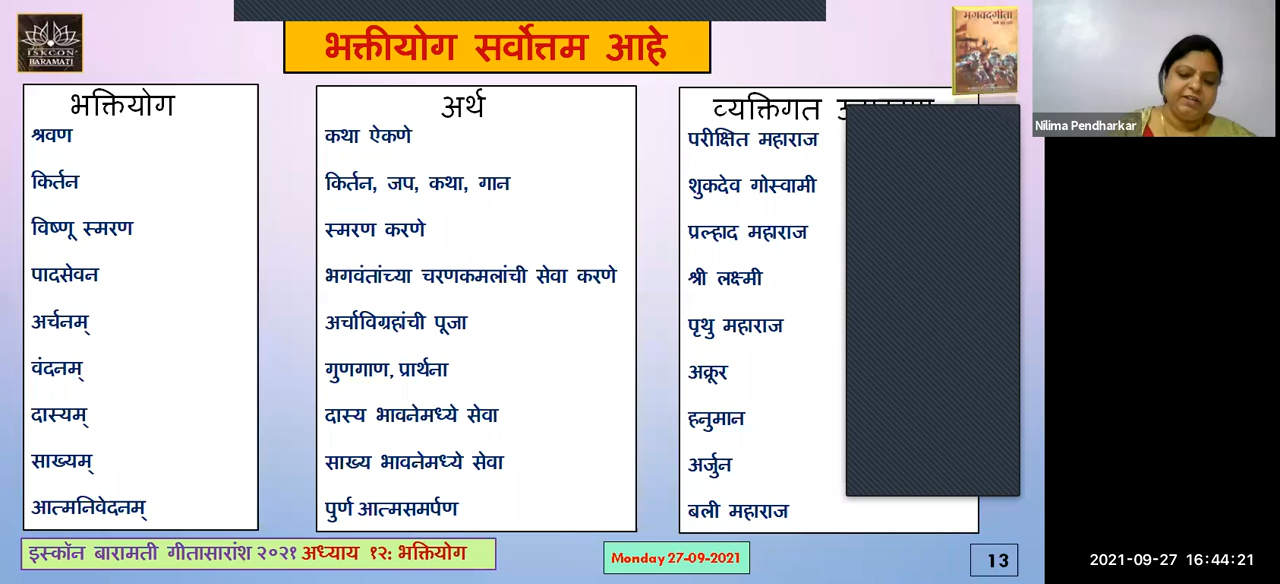 ISKCON
BARAMATI
भक्तीयोग सर्वोत्तम आहे
भगवद्‌गीता
Nilima Pendharkar
भक्तियोग
श्रवण
किर्तन
विष्णू स्मरण
पादसेवन
अर्चनम्
वंदनम्
दास्यम्
साख्यम्
आत्मनिवेदनम्
अर्थ
कथा ऐकणे
किर्तन, जप, कथा, गान
स्मरण करणे
भगवंतांच्या चरणकमलांची सेवा करणे
अर्चाविग्रहांची पूजा
गुणगाण, प्रार्थना
दास्य भावनेमध्ये सेवा
साख्य भावनेमध्ये सेवा
पुर्ण आत्मसमर्पण
व्यक्तिगत
परीक्षित महाराज
शुकदेव गोस्वामी
प्रल्हाद महाराज
श्री लक्ष्मी
पृथु महाराज
अक्रूर
हनुमान
अर्जुन
बली महाराज
इस्कॉन बारामती गीतासारांश २०२१ अध्याय १२: भक्तियोग
Monday 27-09-2021
13
2021-09-27 16:44:21